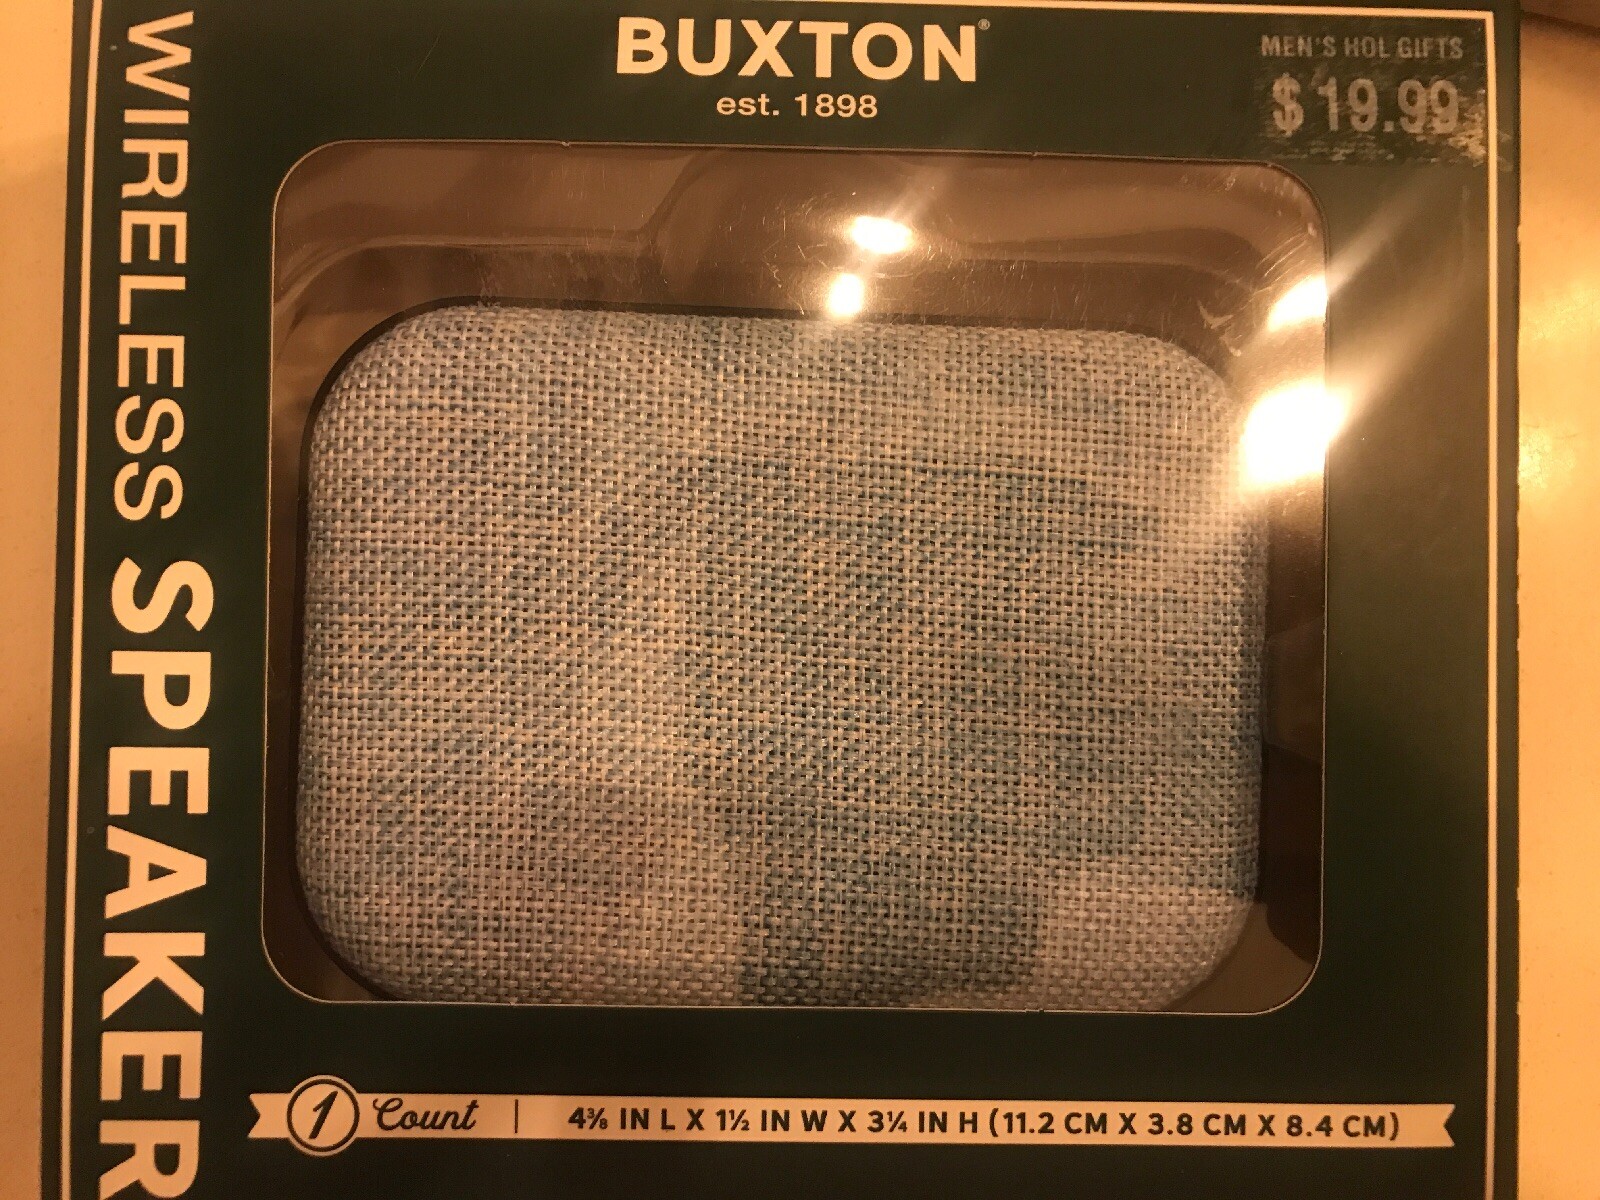 BUXTON®
est. 1898
MEN'S HOL GIFTS
$19.99
WIRELESS SPEAKER
1 Count | 4⅜ IN L X 1½ IN W X 3¼ IN H (11.2 CM X 3.8 CM X 8.4 CM)